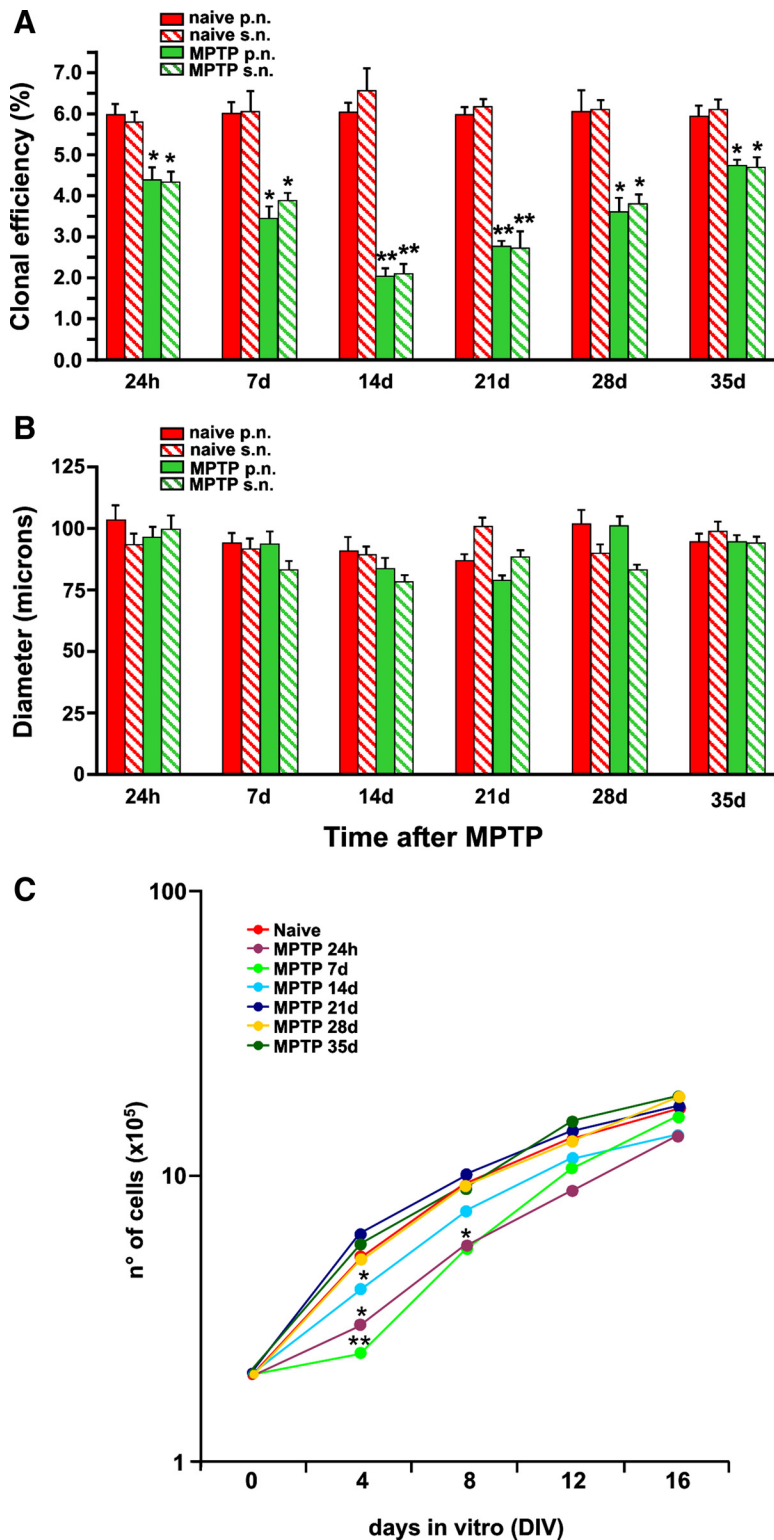 A
naive p.n.
naive s.n.
MPTP p.n.
MPTP s.n.
Clonal efficiency (%)
7.0
6.0
5.0
4.0
3.0
2.0
1.0
0.0
* *
* *
** **
** **
* *
* *
24h 7d 14d 21d 28d 35d
B
naive p.n.
naive s.n.
MPTP p.n.
MPTP s.n.
Diameter (microns)
125
100
75
50
25
0
24h 7d 14d 21d 28d 35d
Time after MPTP
C
Naive
MPTP 24h
MPTP 7d
MPTP 14d
MPTP 21d
MPTP 28d
MPTP 35d
n° of cells (x10⁵)
100
10
1
*
*
*
**
0 4 8 12 16
days in vitro (DIV)